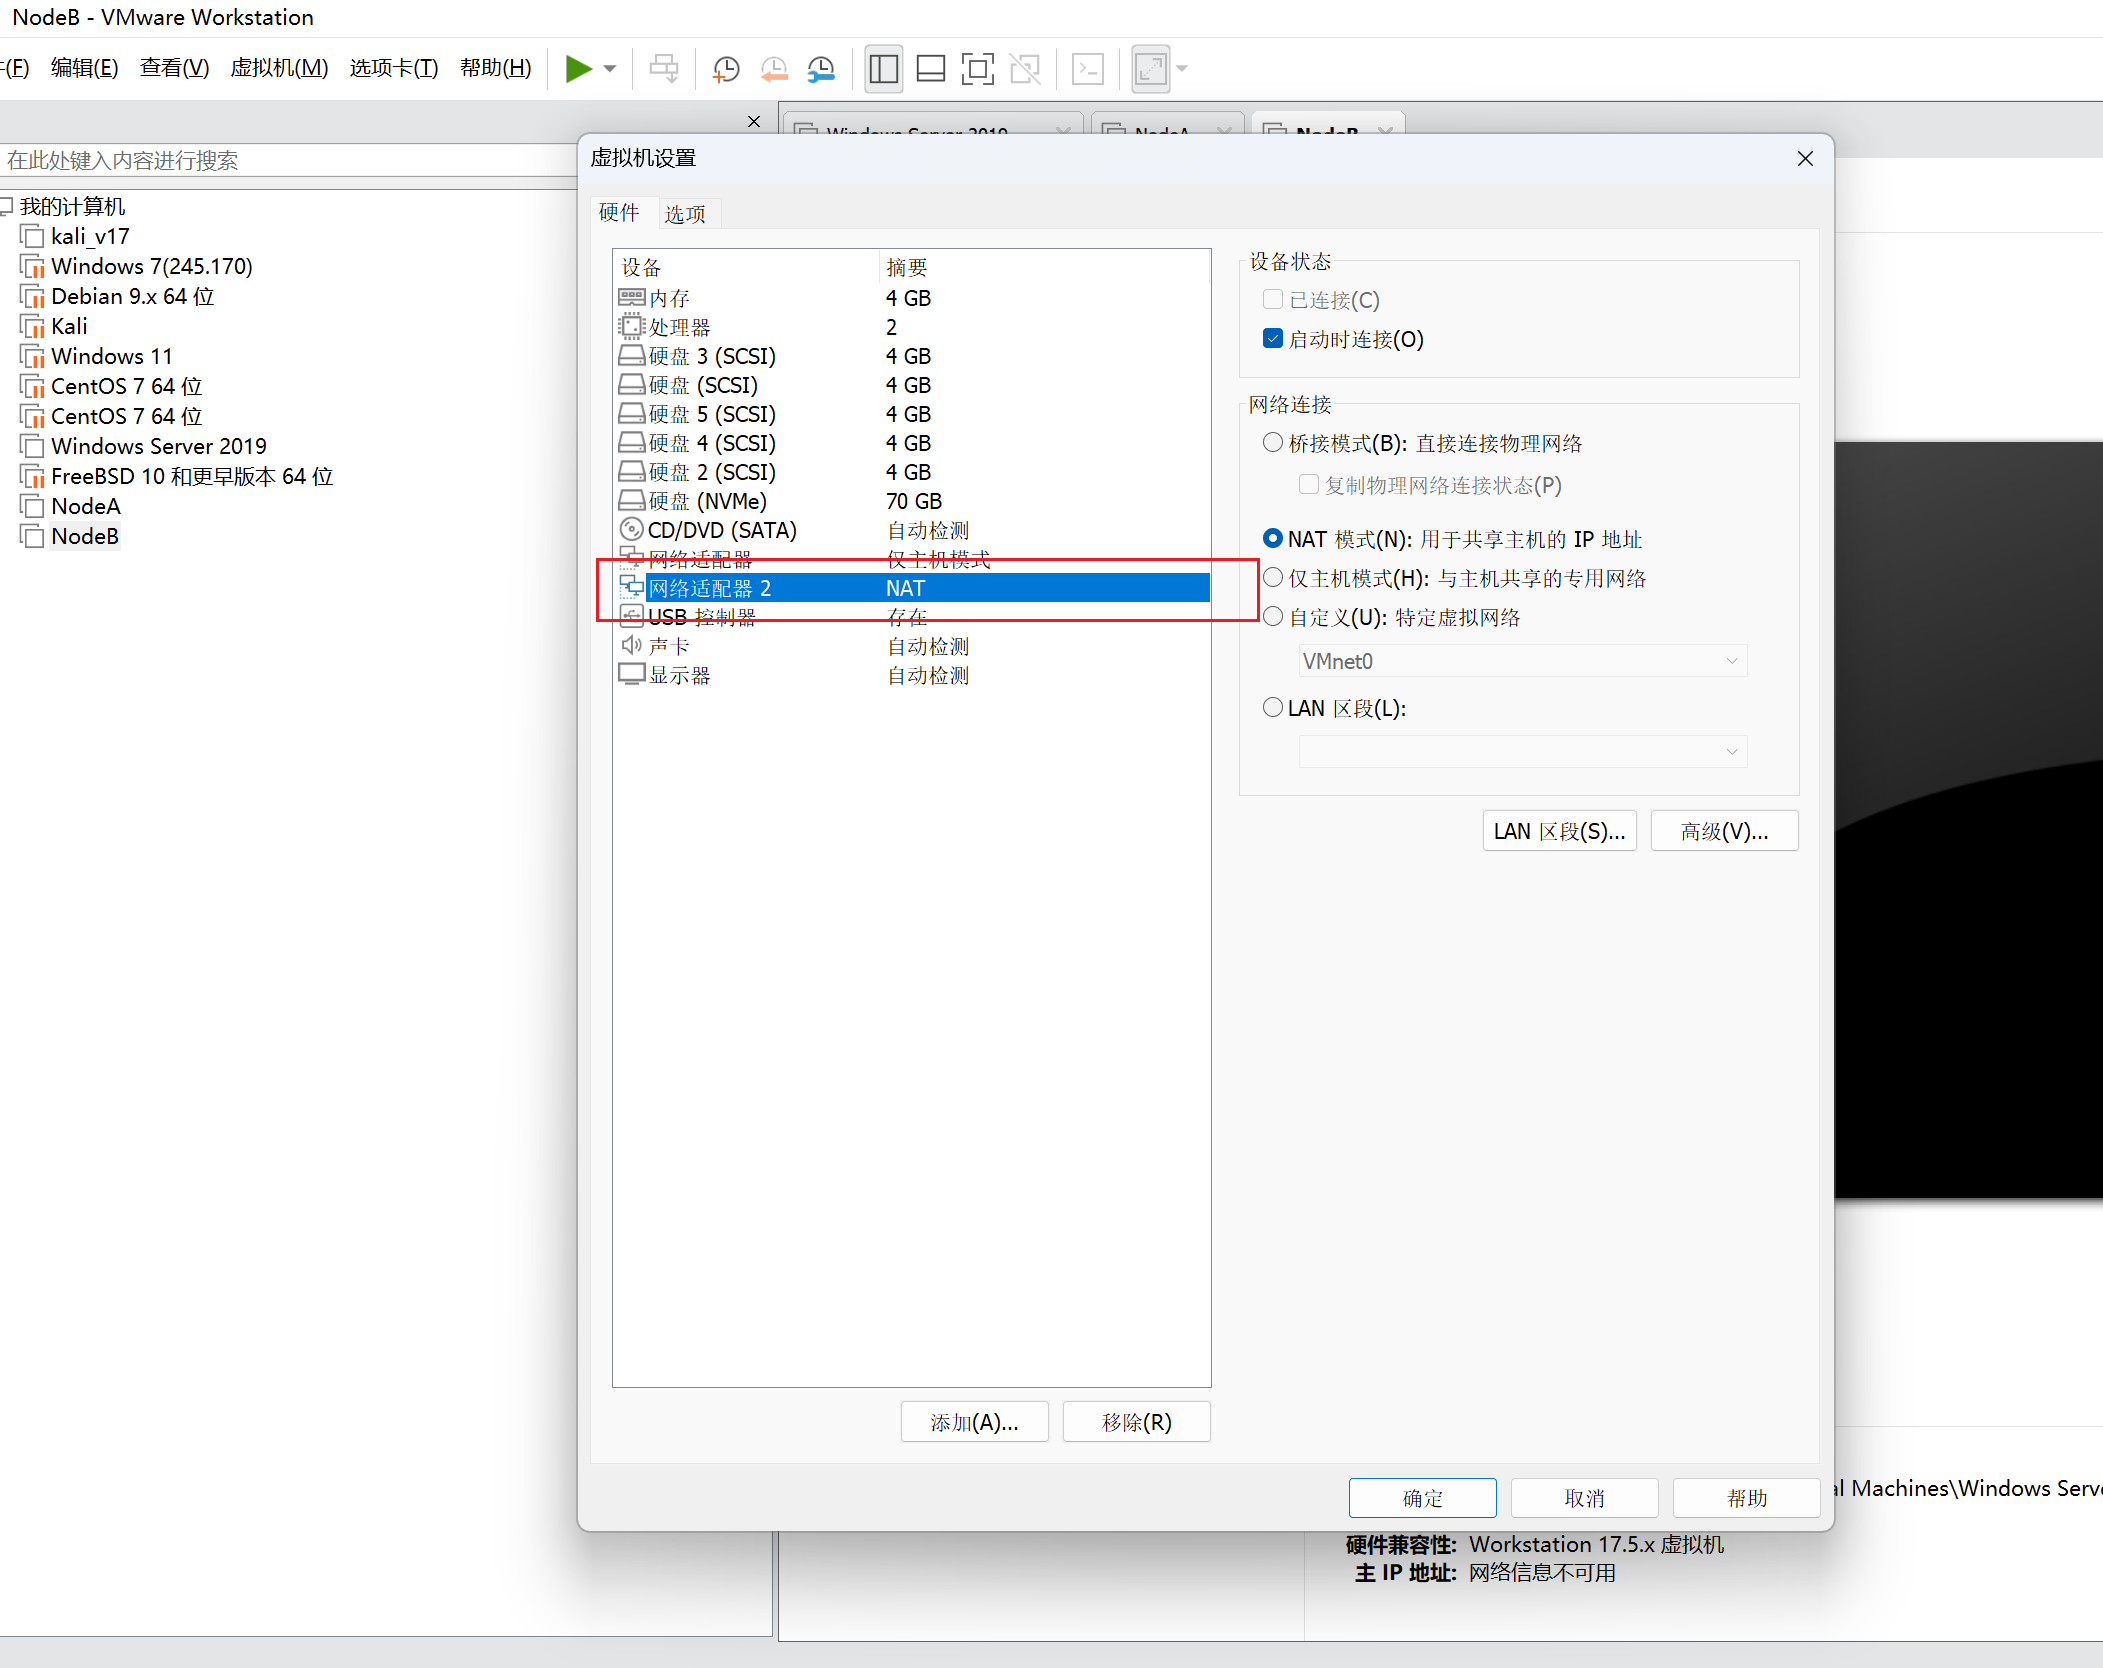 NodeB - VMware Workstation
(F) 编辑(E) 查看(V) 虚拟机(M) 选项卡(T) 帮助(H)
Windows Server 2019 NodeA NodeB
在此处键入内容进行搜索
我的计算机
kali_v17
Windows 7(245.170)
Debian 9.x 64 位
Kali
Windows 11
CentOS 7 64 位
CentOS 7 64 位
Windows Server 2019
FreeBSD 10 和更早版本 64 位
NodeA
NodeB
虚拟机设置
硬件 选项
设备 摘要
内存 4 GB
处理器 2
硬盘 3 (SCSI) 4 GB
硬盘 (SCSI) 4 GB
硬盘 5 (SCSI) 4 GB
硬盘 4 (SCSI) 4 GB
硬盘 2 (SCSI) 4 GB
硬盘 (NVMe) 70 GB
CD/DVD (SATA) 自动检测
网络适配器 仅主机模式
网络适配器 2 NAT
USB 控制器 存在
声卡 自动检测
显示器 自动检测
添加(A)... 移除(R)
设备状态
已连接(C)
启动时连接(O)
网络连接
桥接模式(B): 直接连接物理网络
复制物理网络连接状态(P)
NAT 模式(N): 用于共享主机的 IP 地址
仅主机模式(H): 与主机共享的专用网络
自定义(U): 特定虚拟网络
VMnet0
LAN 区段(L):
LAN 区段(S)... 高级(V)...
确定 取消 帮助
al Machines\Windows Serv
硬件兼容性: Workstation 17.5.x 虚拟机
主 IP 地址: 网络信息不可用